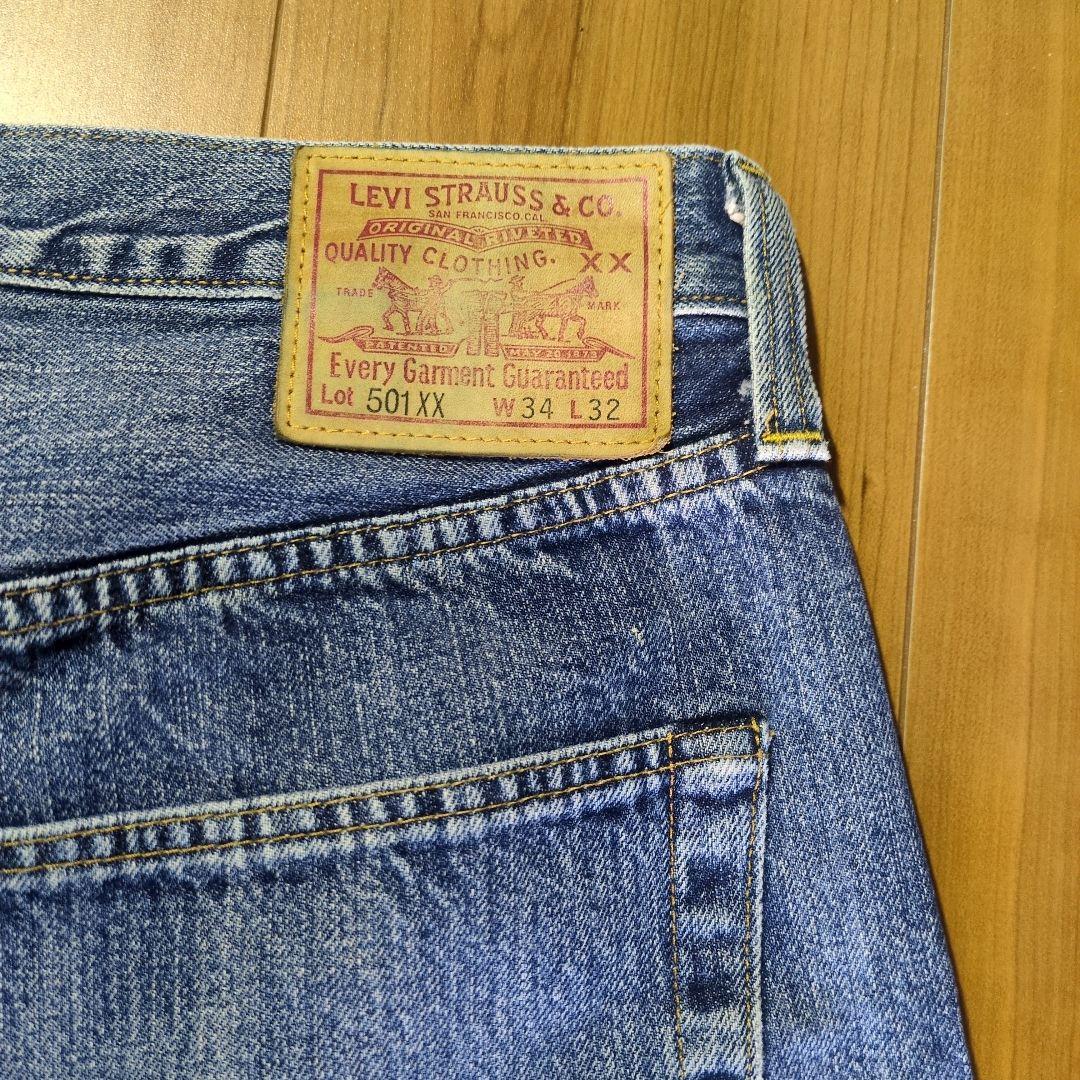 LEVI STRAUSS & CO.
SAN FRANCISCO, CAL.
ORIGINAL RIVETED
QUALITY CLOTHING. XX
TRADE MARK
PATENTED MAY 20, 1873
Every Garment Guaranteed
Lot 501XX W34 L32